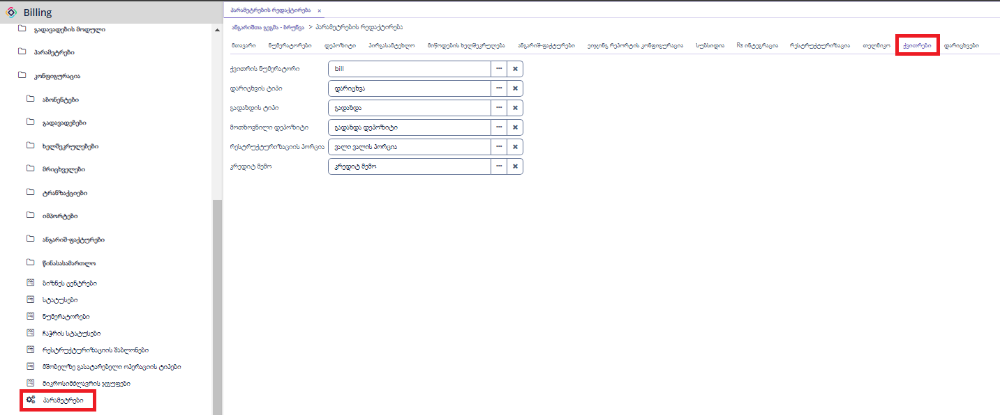 Billing
გადავადების მოდული
პარამეტრები
კონფიგურაცია
აბონენტები
გადავადებები
ხელშეკრულებები
მრიცხველები
ტრანზაქციები
იმპორტები
ანგარიშ-ფაქტურები
წინასასამართლო
ბიზნეს ცენტრები
სტატუსები
ნუმერატორები
ჩაჭრის სტატუსები
რესტრუქტურიზაციის შაბლონები
მშობელზე გასატარებელი ოპერაციის ტიპები
მიკროსიმძლავრის ჯგუფები
პარამეტრები
პარამეტრების რედაქტირება ×
ანგარიშთა გეგმა - ბრუნვა > პარამეტრების რედაქტირება
მთავარი ნუმერატორები დეპოზიტი პირგასამტეხლო მიწოდების ხელშეკრულება ანგარიშ-ფაქტურები ეიჯინგ რეპორტის კონფიგურაცია სუბსიდია RS ინტეგრაცია რესტრუქტურიზაცია თელმიკო ქვითრები დარიცხვები
ქვითრის ნუმერატორი bill
დარიცხვის ტიპი დარიცხვა
გადახდის ტიპი გადახდა
მოთხოვნილი დეპოზიტი გადახდა დეპოზიტი
რესტრუქტურიზაციის პორცია ვალი ვალის პორცია
კრედიტ მემო კრედიტ მემო